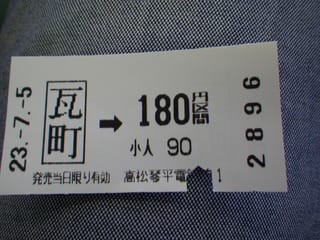 23.-7.-5
瓦町
➡ 180円区間
小人 90
発売当日限り有効 高松琴平電 1
2896